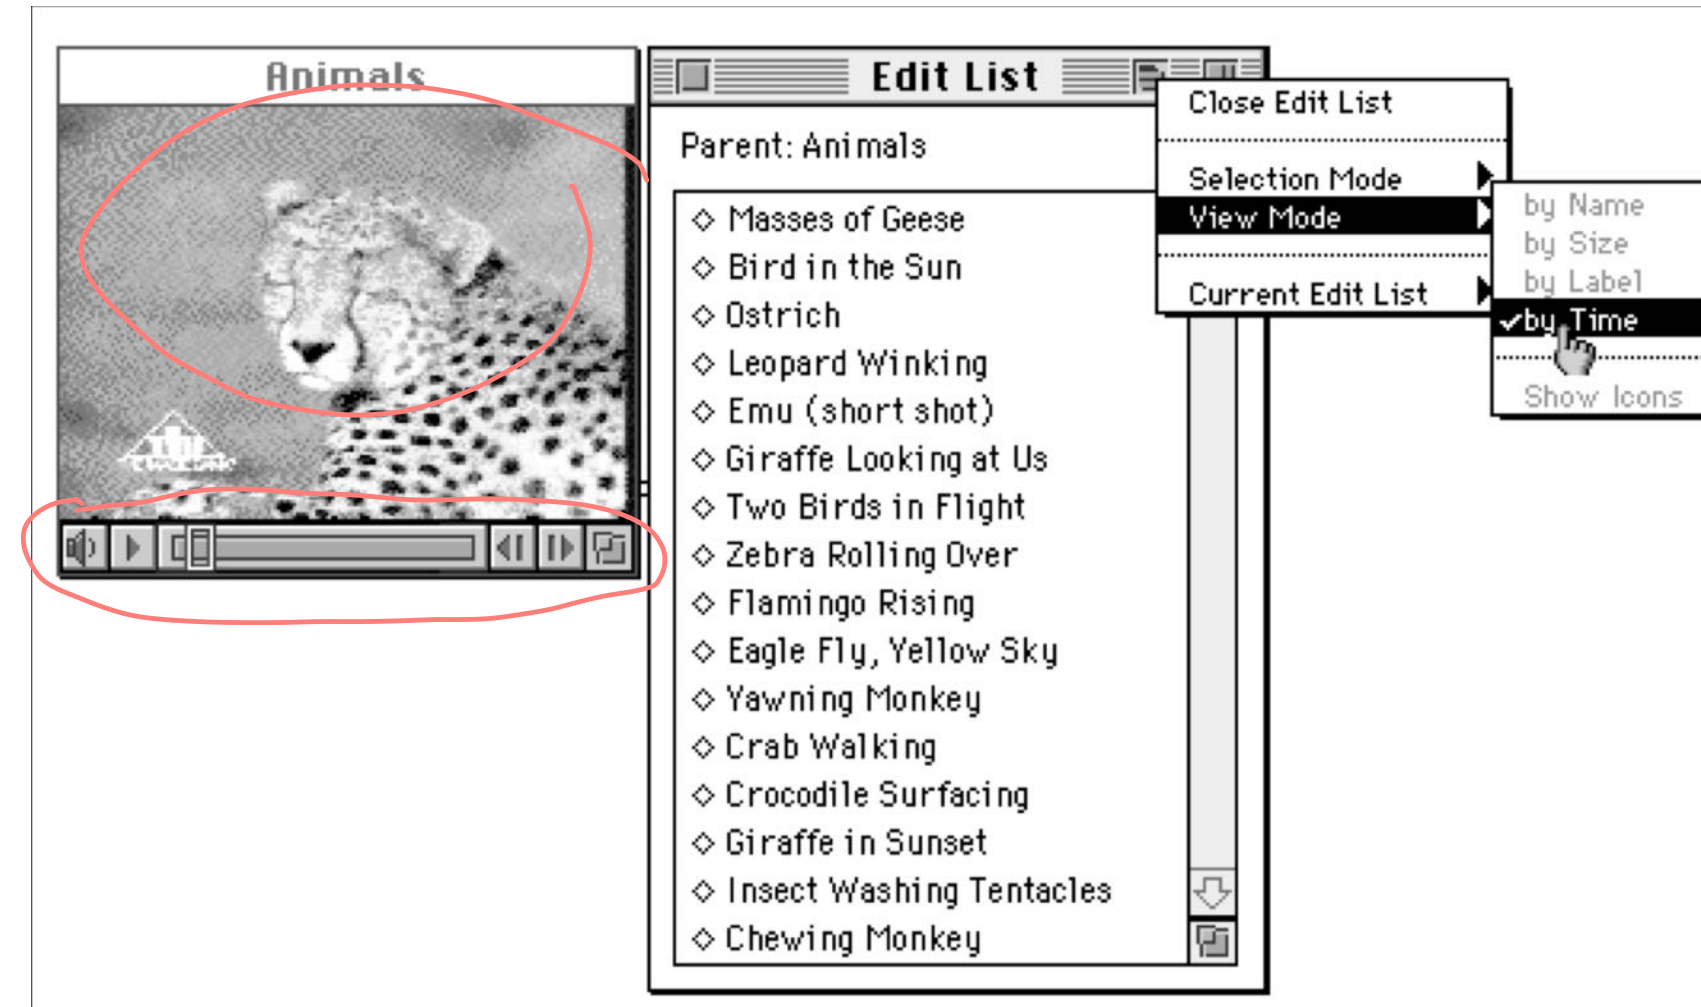 Animals
Edit List
Parent: Animals
◇ Masses of Geese
◇ Bird in the Sun
◇ Ostrich
◇ Leopard Winking
◇ Emu (short shot)
◇ Giraffe Looking at Us
◇ Two Birds in Flight
◇ Zebra Rolling Over
◇ Flamingo Rising
◇ Eagle Fly, Yellow Sky
◇ Yawning Monkey
◇ Crab Walking
◇ Crocodile Surfacing
◇ Giraffe in Sunset
◇ Insect Washing Tentacles
◇ Chewing Monkey
Close Edit List
Selection Mode
View Mode
Current Edit List
by Name
by Size
by Label
✓by Time
Show Icons